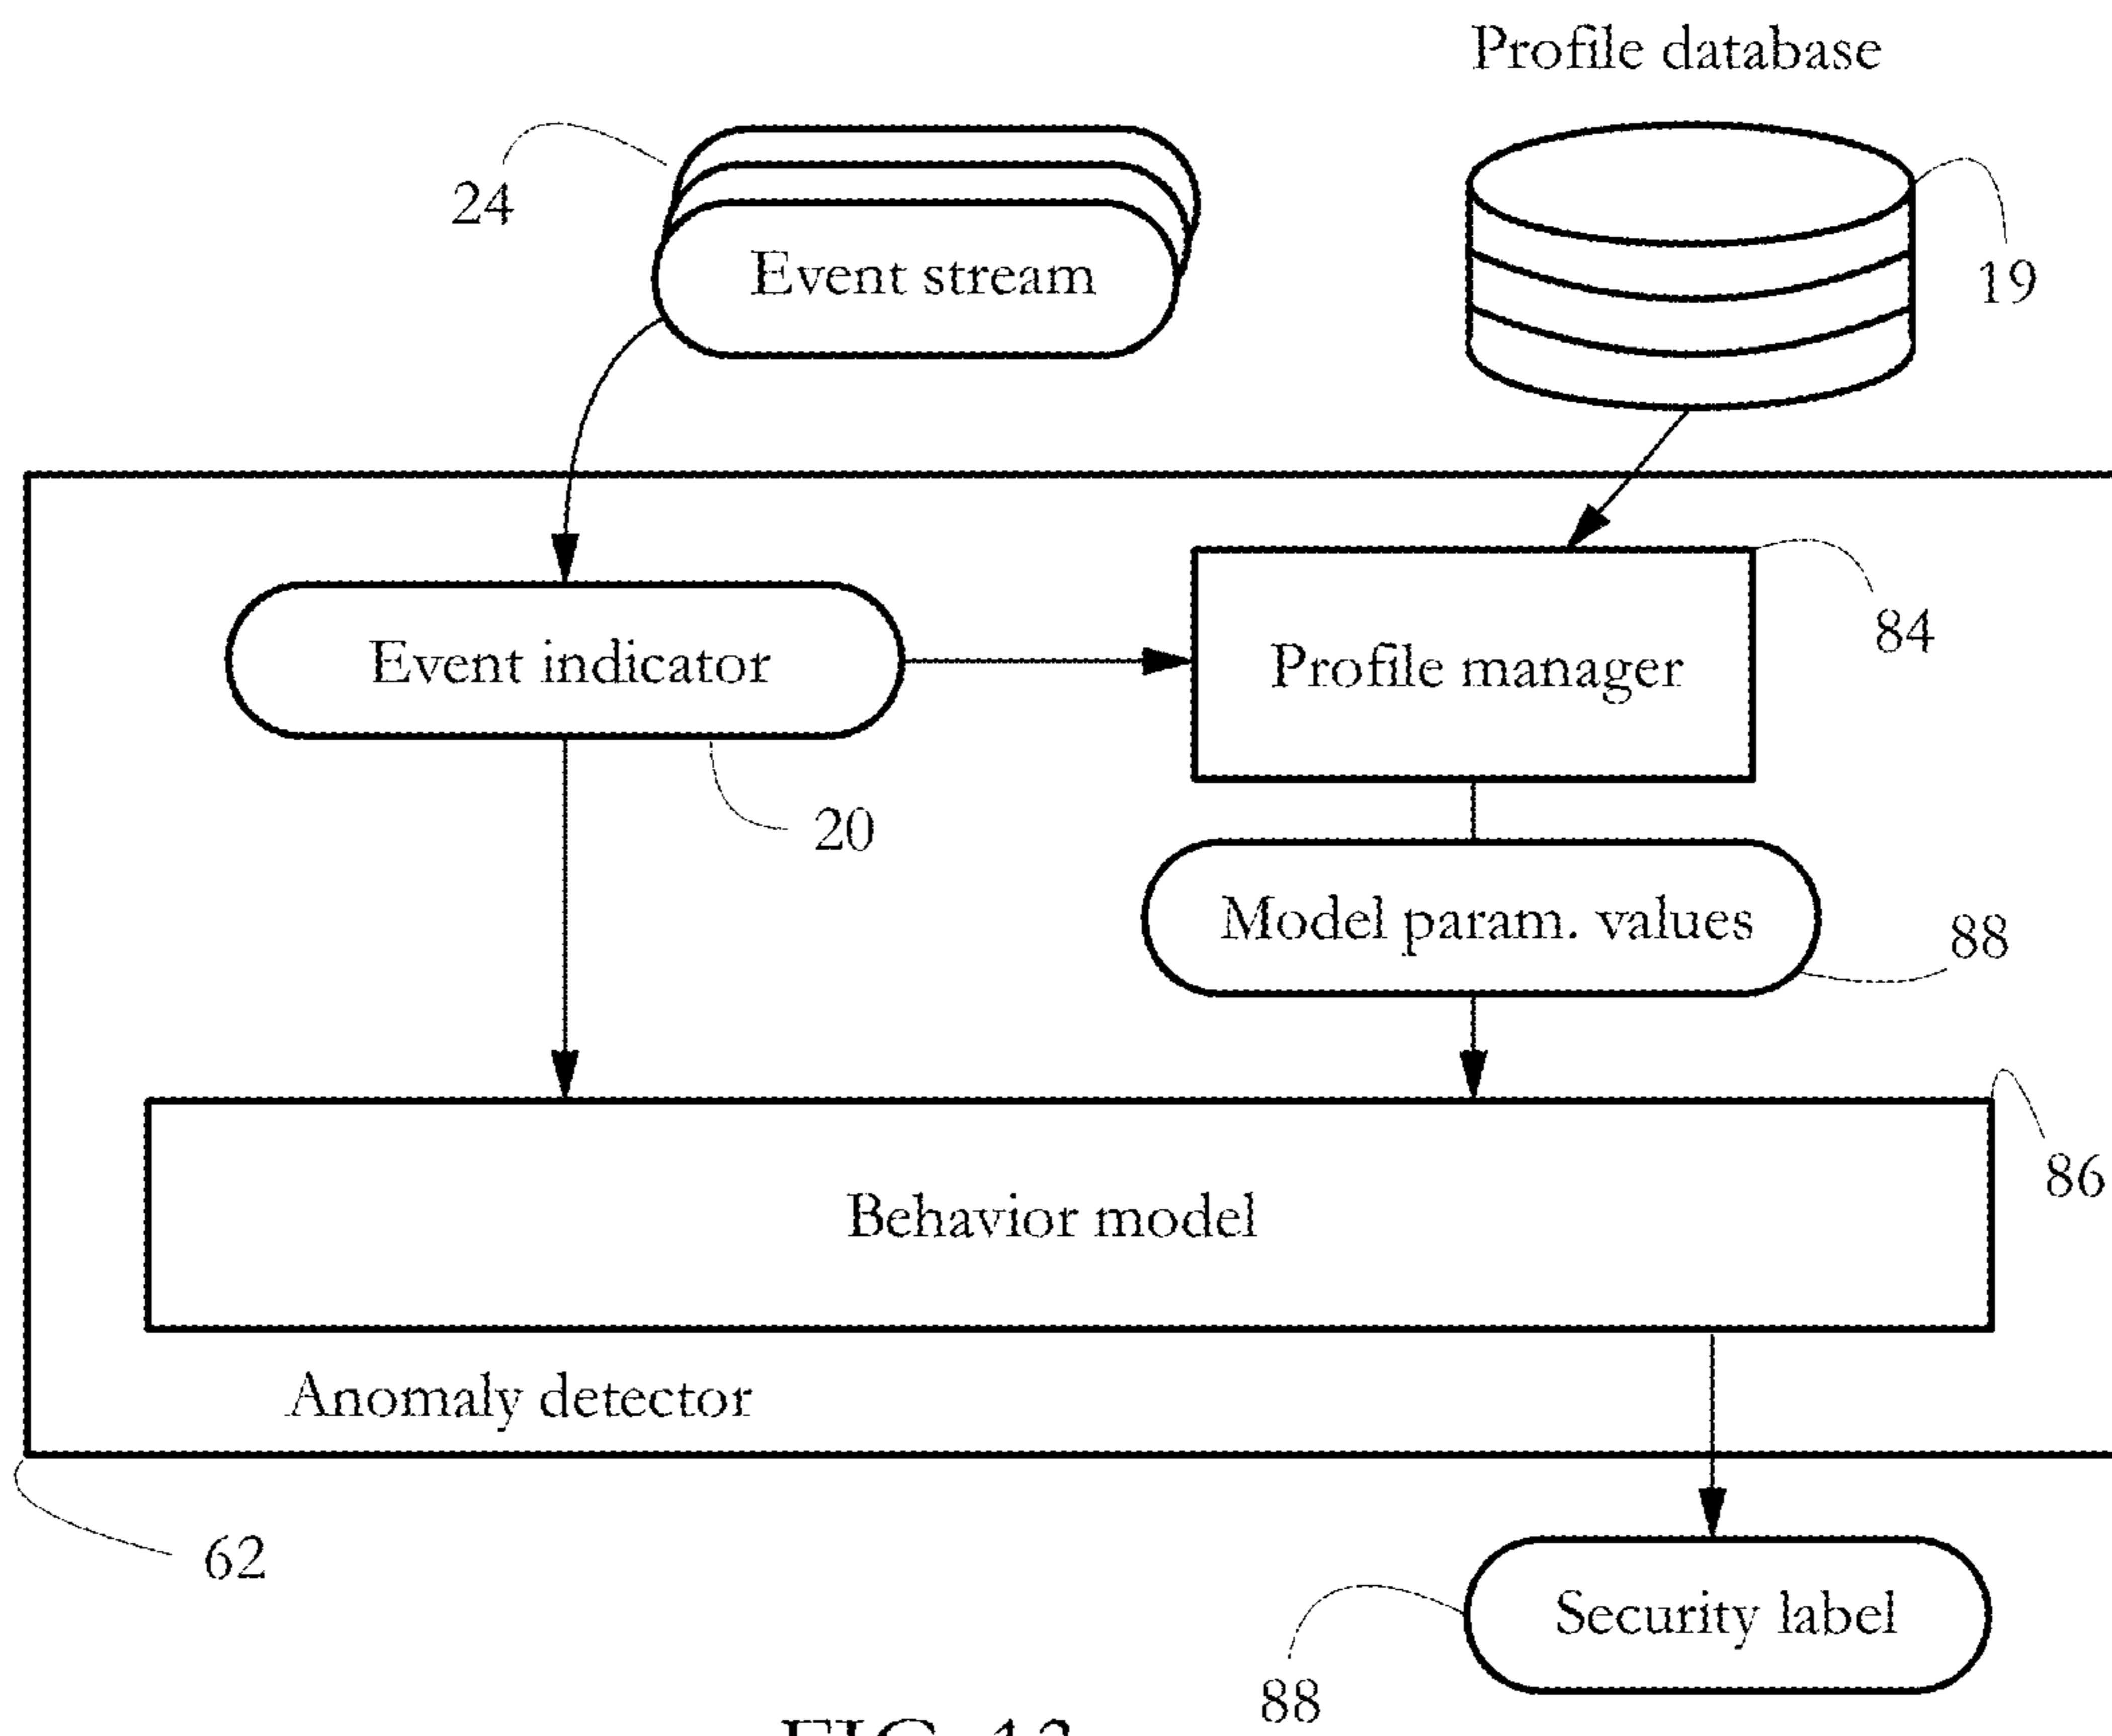 Profile database
24
Event stream
19
Event indicator
Profile manager
84
20
Model param. values
88
Behavior model
86
Anomaly detector
62
Security label
88